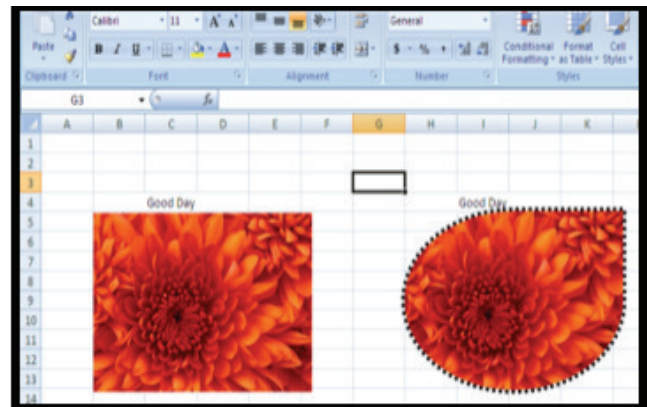 Calibri 11 A A General
Paste B I U A $ % , Conditional Format Cell
Formatting as Table Styles
Clipboard Font Alignment Number Styles
G3 fx
A B C D E F G H I J K
1
2
3
4 Good Day Good Day
5
6
7
8
9
10
11
12
13
14